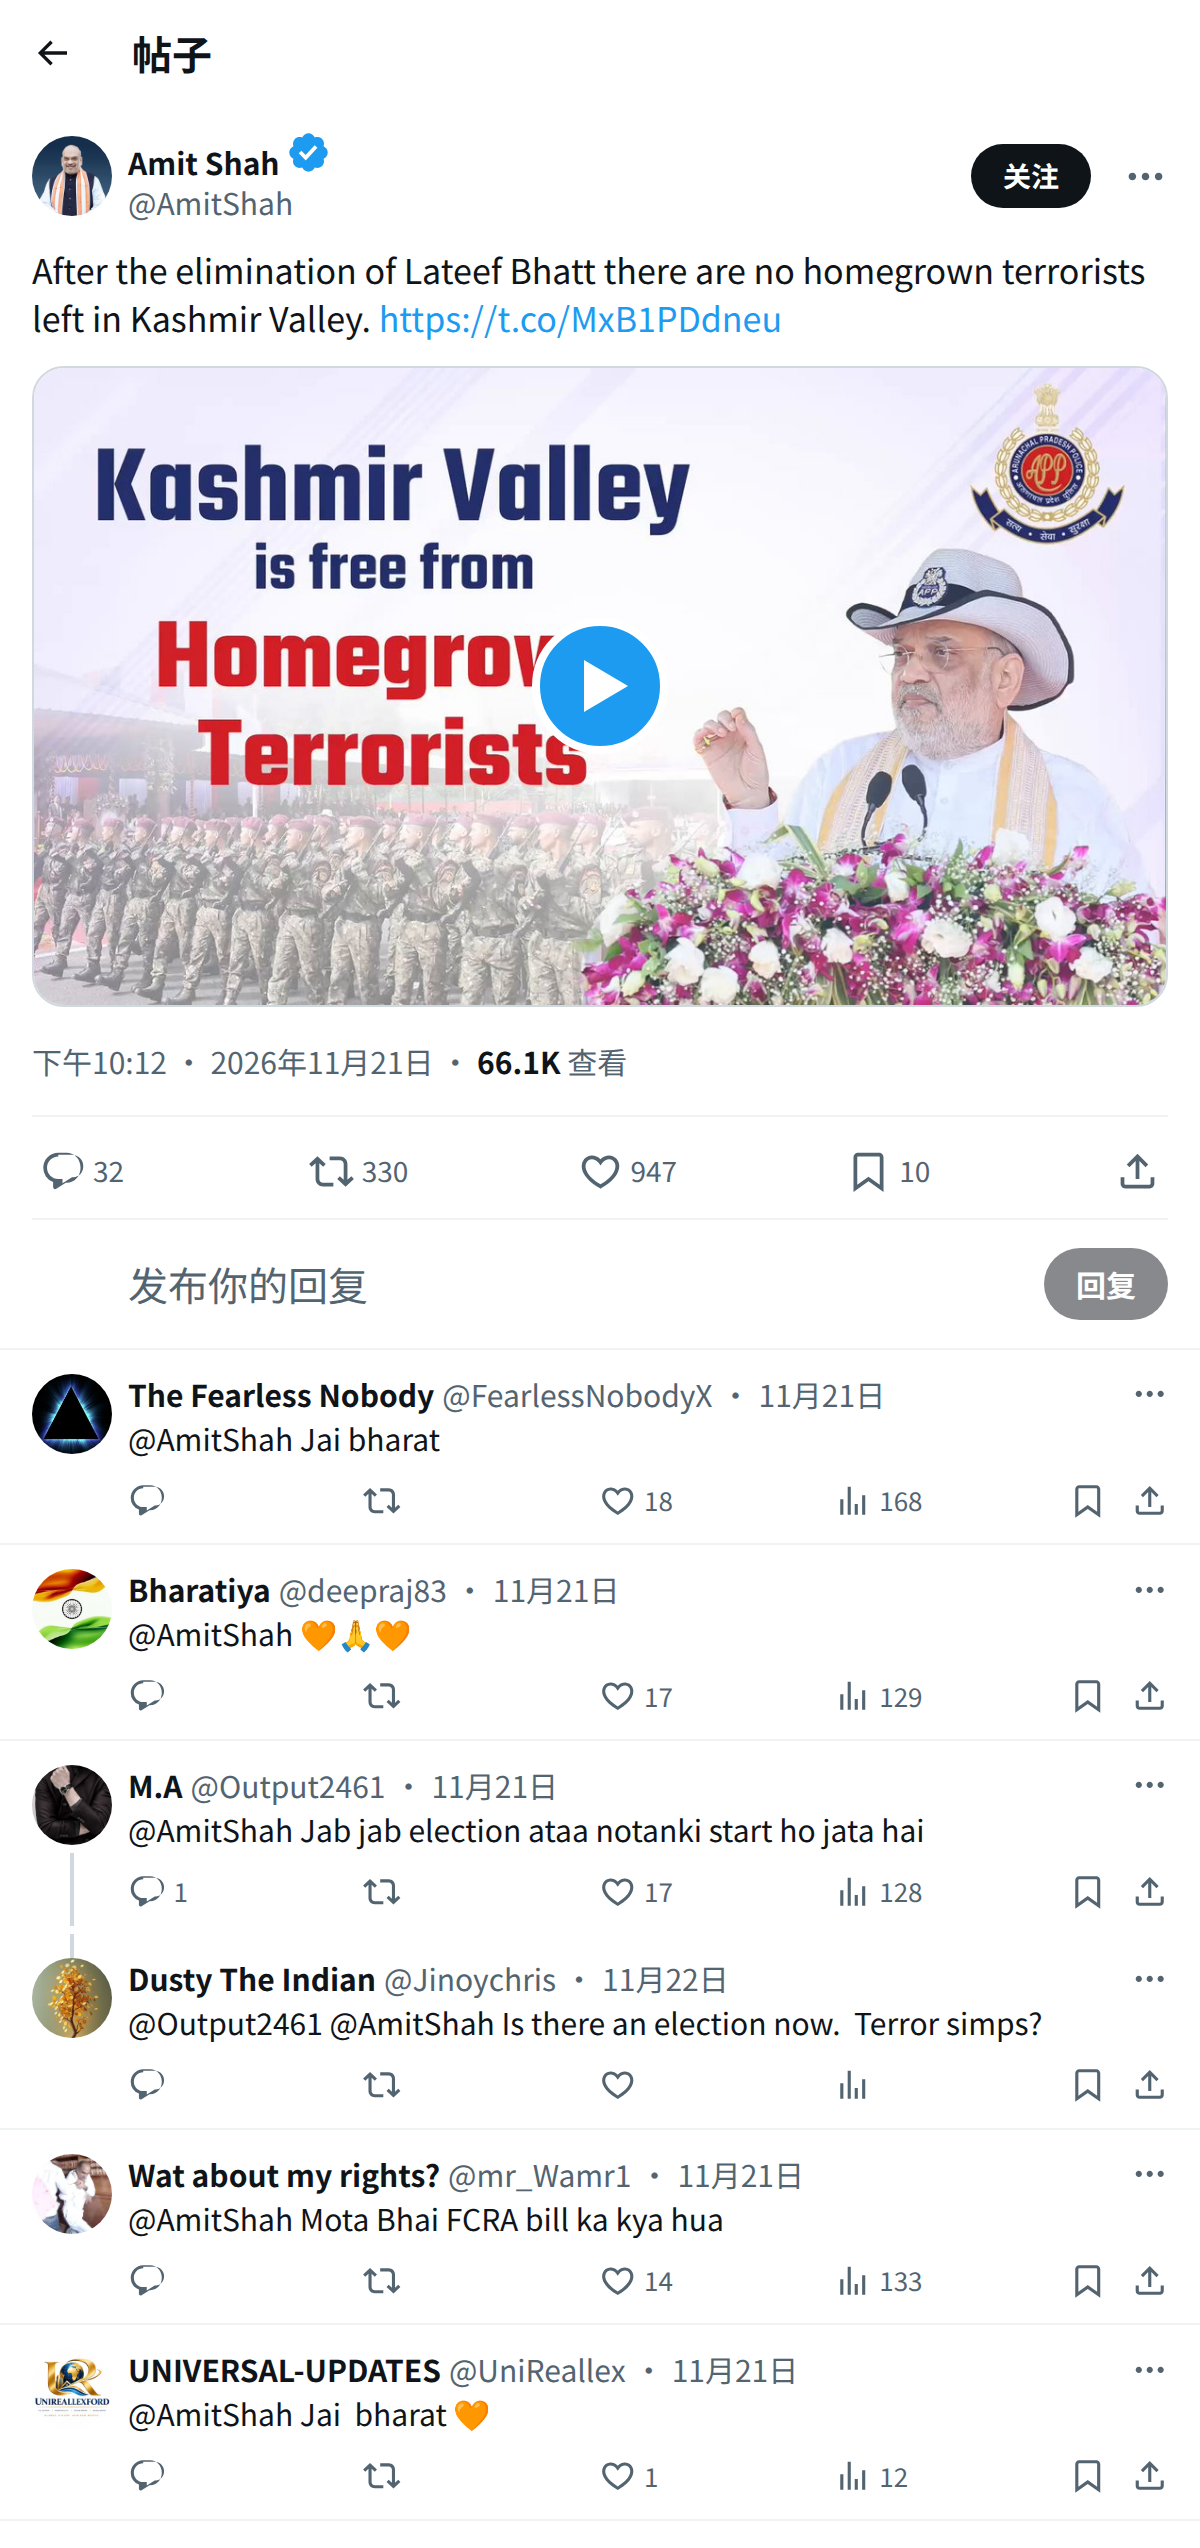 帖子
Amit Shah
@AmitShah
关注
After the elimination of Lateef Bhatt there are no homegrown terrorists
left in Kashmir Valley. https://t.co/MxB1PDdneu
Kashmir Valley
is free from
Terrorists
ARUNACHAL PRADESH POLICE
APP
सत्य • सेवा • सुरक्षा
APP
下午10:12 · 2026年11月21日 · 66.1K 查看
32
330
947
10
发布你的回复
回复
The Fearless Nobody @FearlessNobodyX · 11月21日
@AmitShah Jai bharat
18
168
Bharatiya @deepraj83 · 11月21日
@AmitShah 🧡🙏🧡
17
129
M.A @Output2461 · 11月21日
@AmitShah Jab jab election ataa notanki start ho jata hai
1
17
128
Dusty The Indian @Jinoychris · 11月22日
@Output2461 @AmitShah Is there an election now.  Terror simps?
Wat about my rights? @mr_Wamr1 · 11月21日
@AmitShah Mota Bhai FCRA bill ka kya hua
14
133
UNIREALLEXFORD
UNIVERSAL-UPDATES @UniReallex · 11月21日
@AmitShah Jai  bharat 🧡
1
12